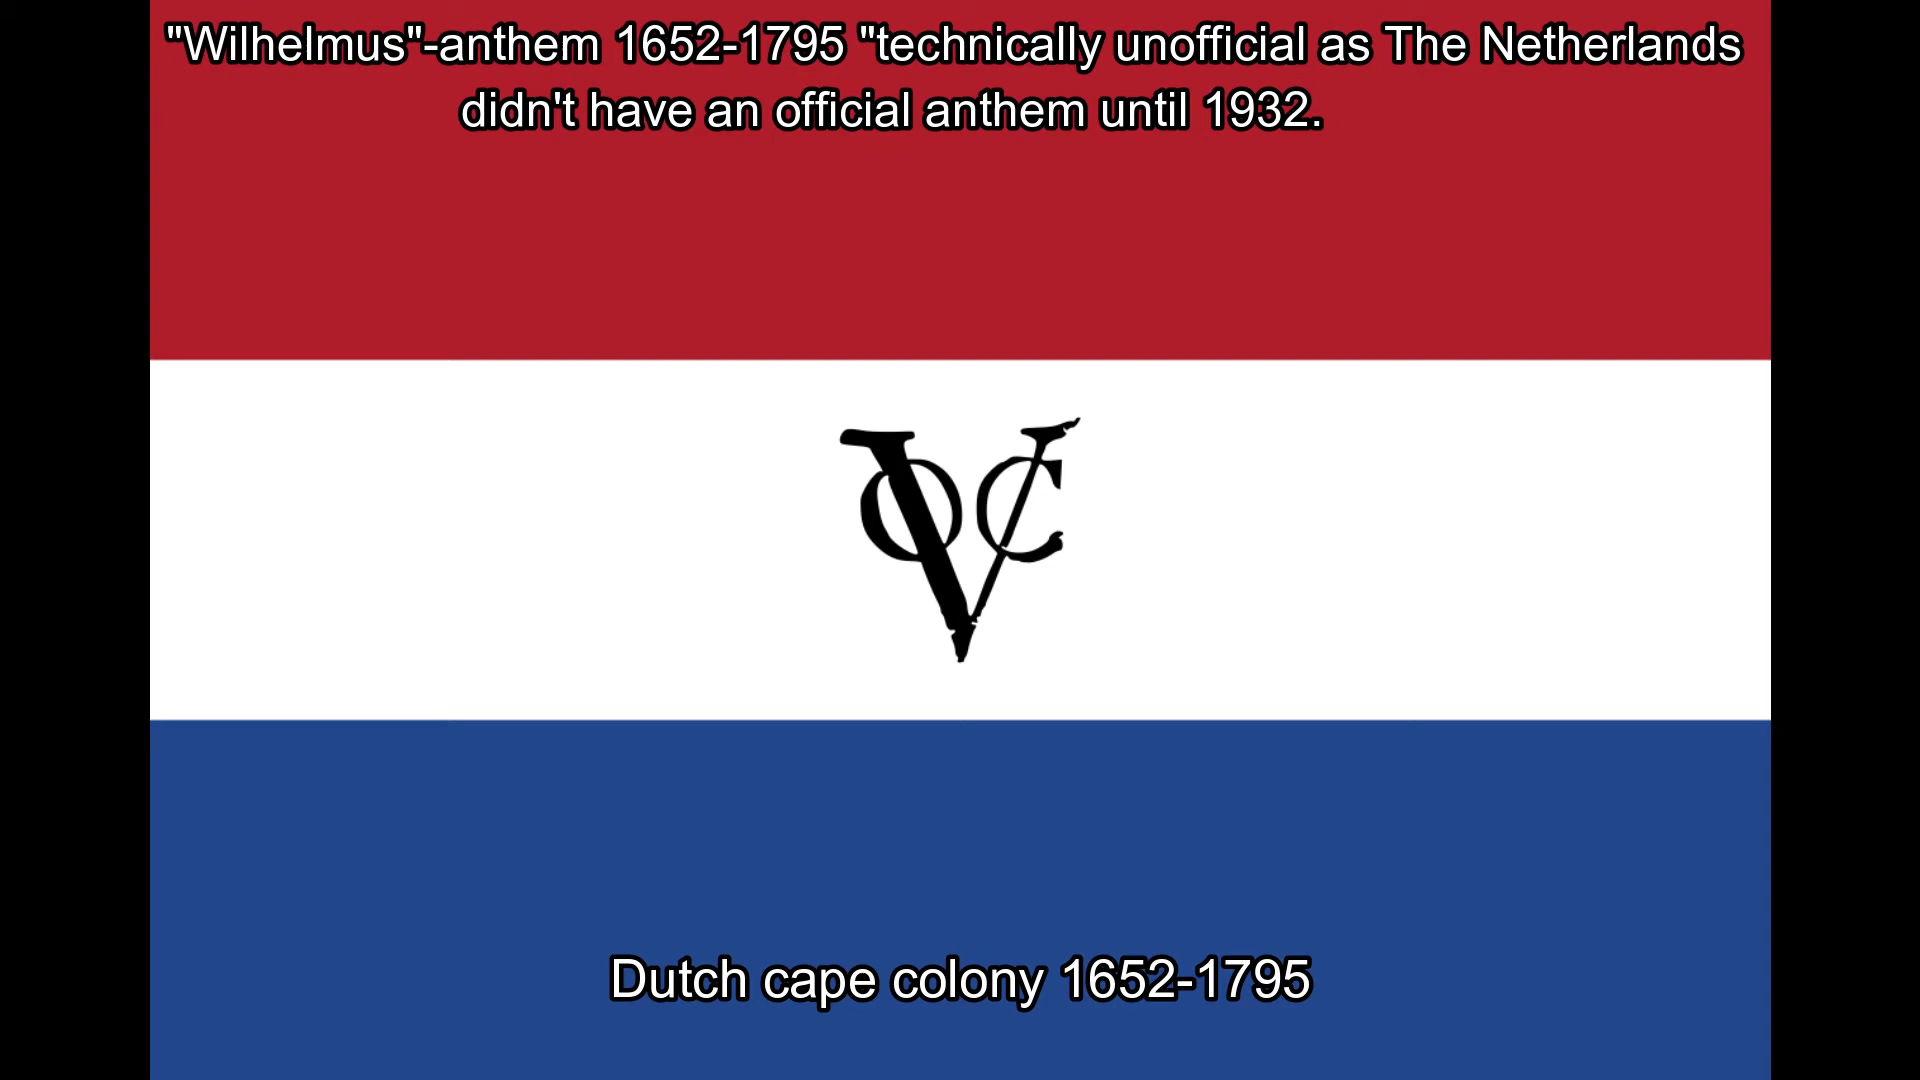 "Wilhelmus"-anthem 1652-1795 "technically unofficial as The Netherlands
didn't have an official anthem until 1932.
VOC
Dutch cape colony 1652-1795